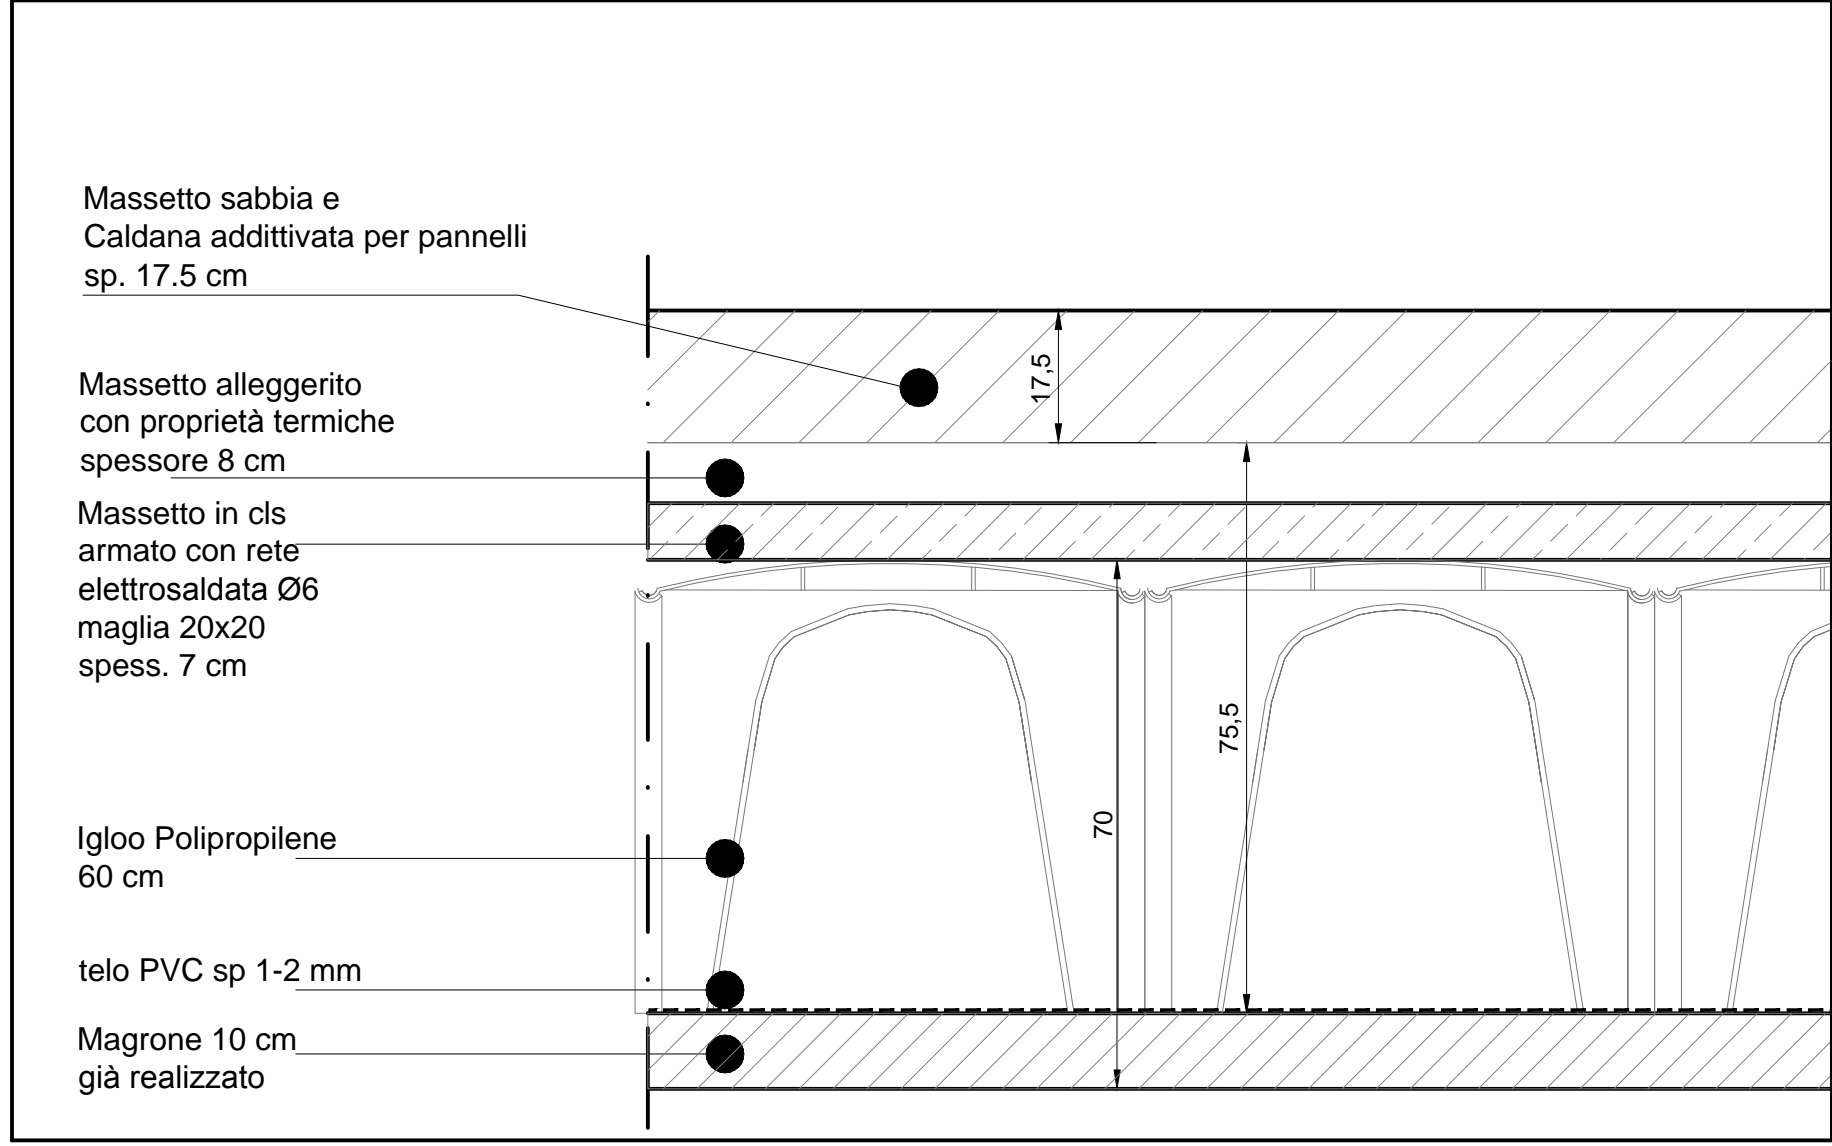 Massetto sabbia e
Caldana addittivata per pannelli
sp. 17.5 cm
17,5
Massetto alleggerito
con proprietà termiche
spessore 8 cm
Massetto in cls
armato con rete
elettrosaldata Ø6
maglia 20x20
spess. 7 cm
75,5
70
Igloo Polipropilene
60 cm
telo PVC sp 1-2 mm
Magrone 10 cm
già realizzato